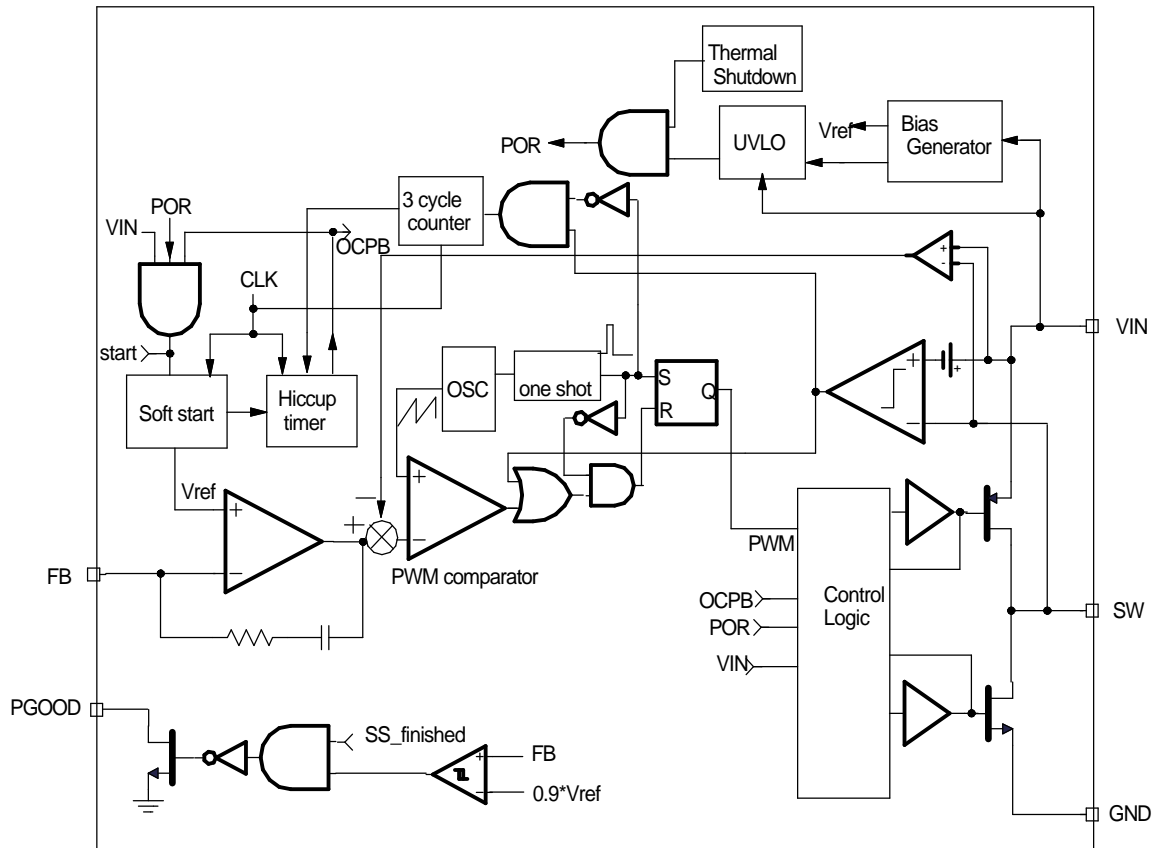 Thermal
Shutdown
POR
UVLO
Vref
Bias
Generator
3 cycle
counter
VIN
POR
OCPB
CLK
+
-
VIN
start
Soft start
Hiccup
timer
OSC
one shot
S
Q
R
+
+
−
Vref
+
−
+
−
+
−
PWM comparator
FB
PWM
OCPB
POR
VIN
Control
Logic
SW
PGOOD
SS_finished
+
FB
−
0.9*Vref
GND